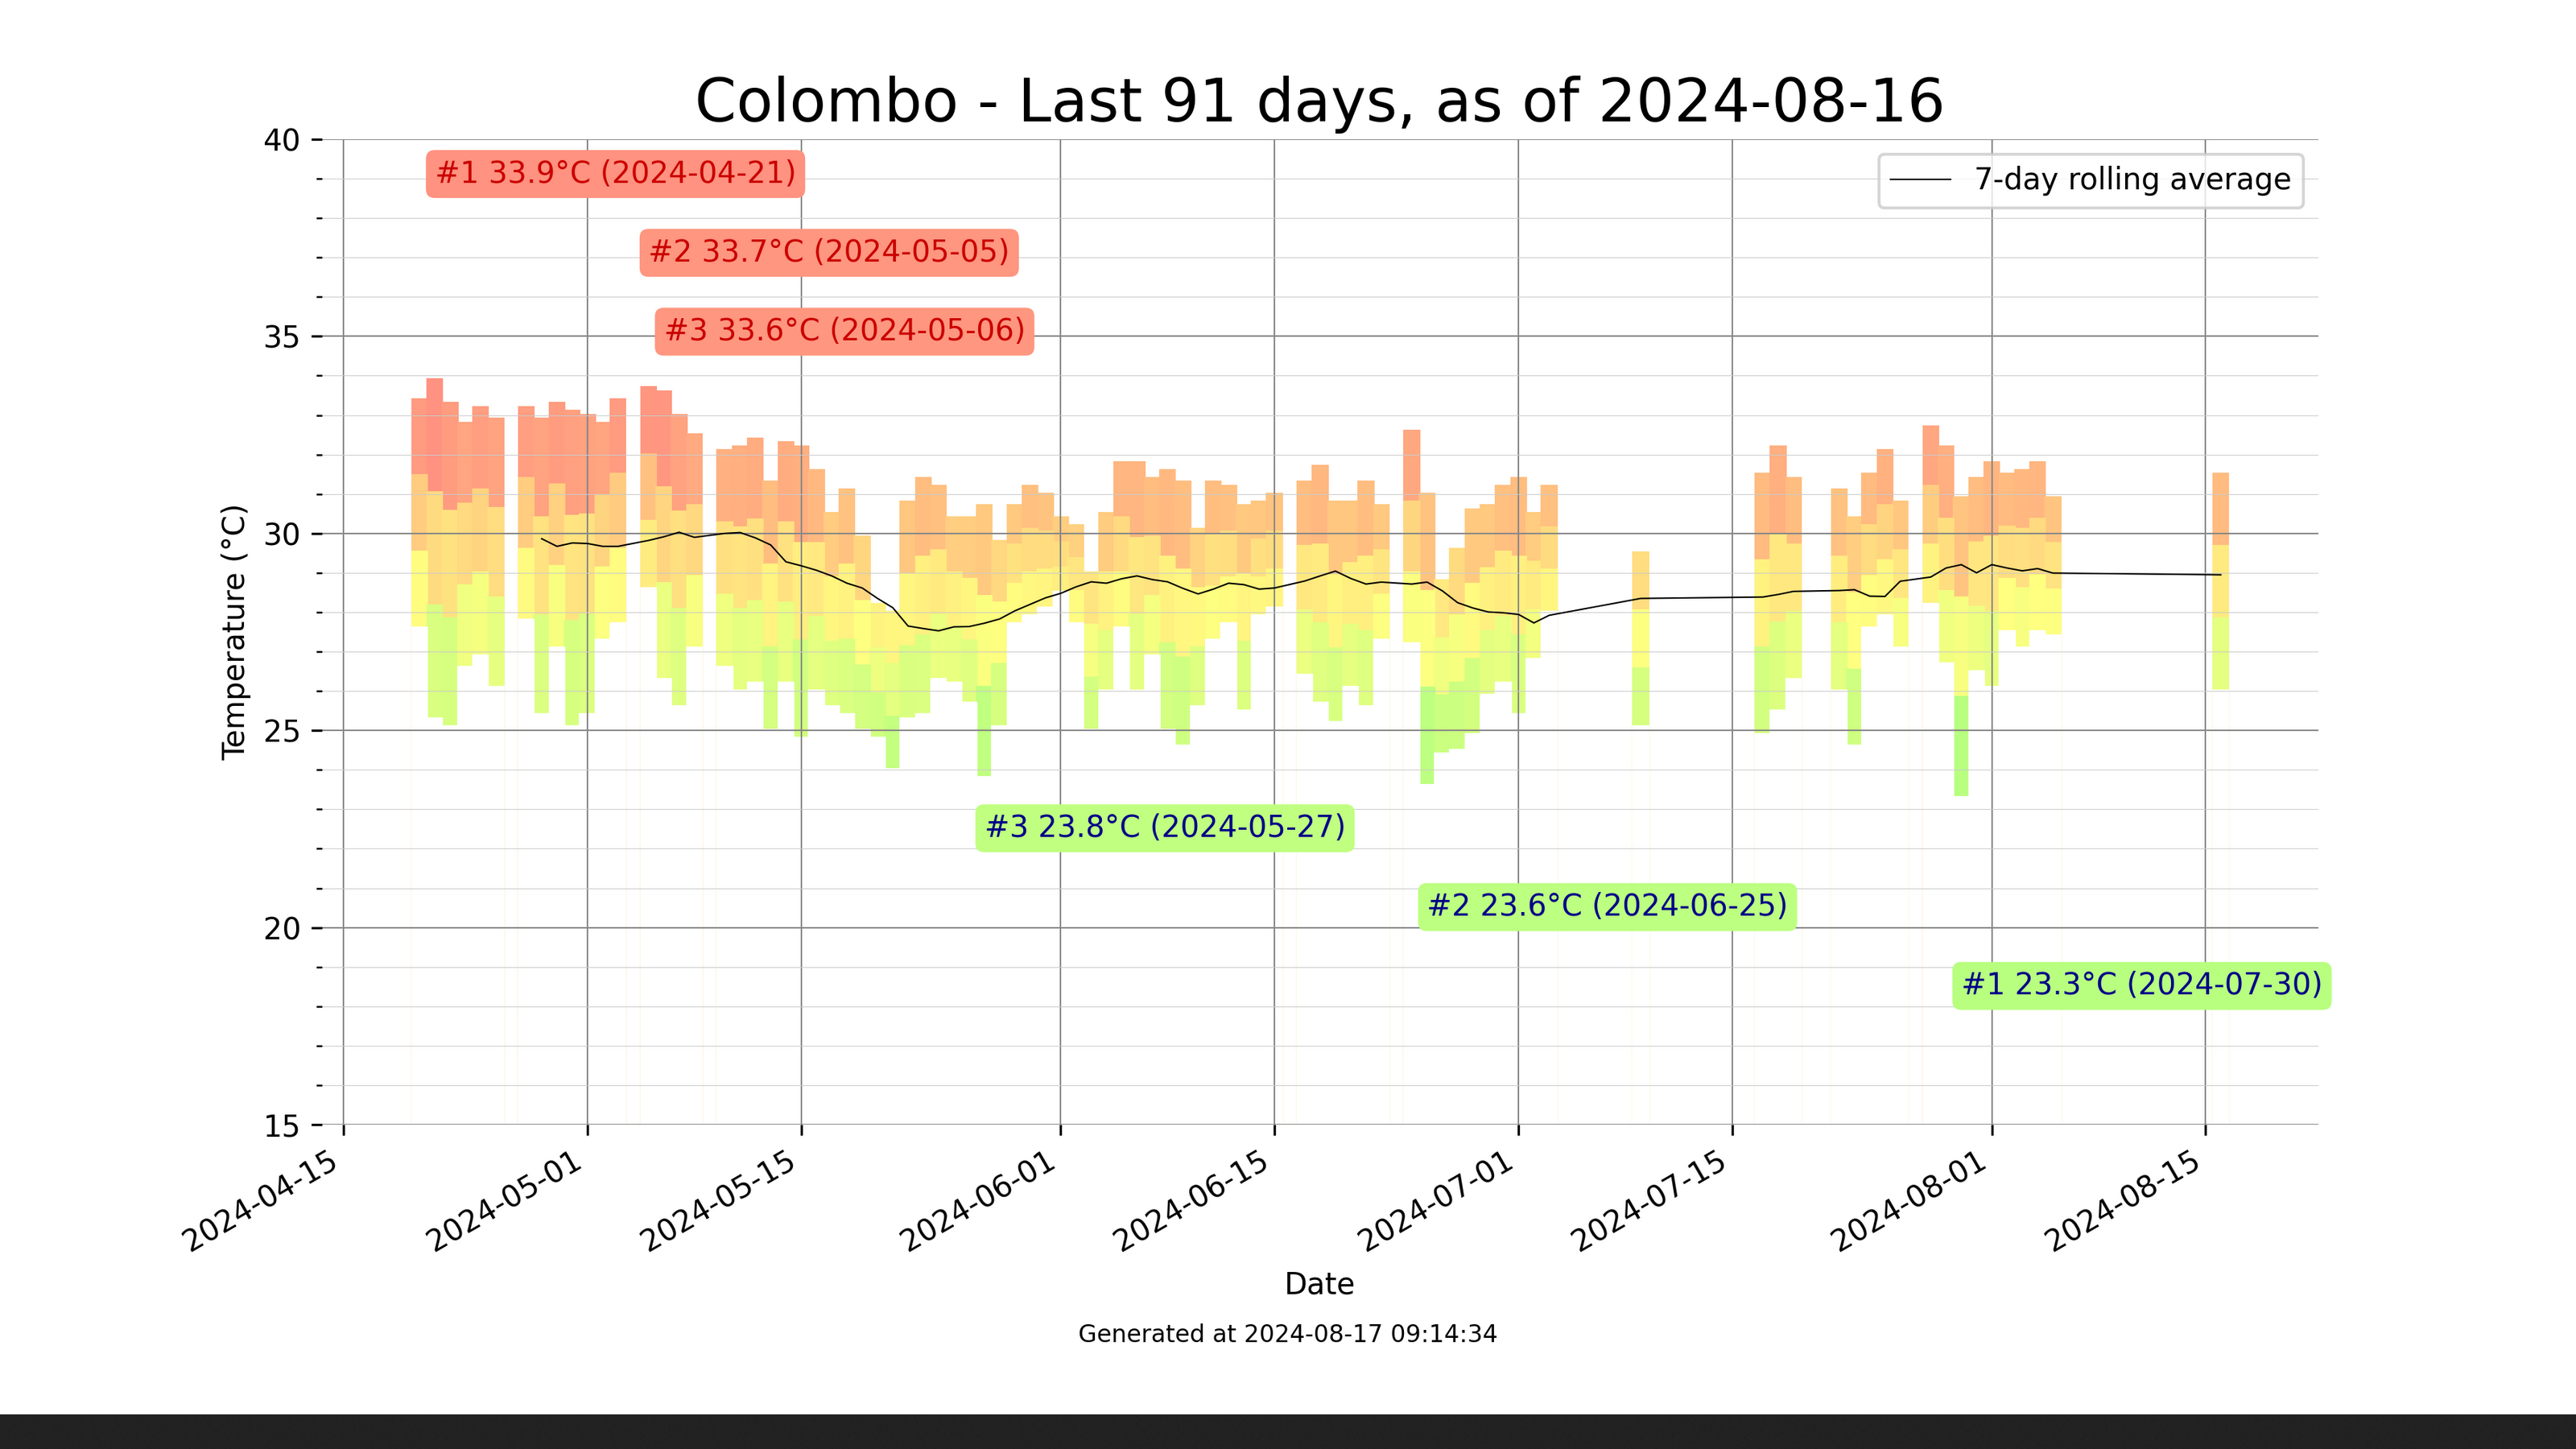 Colombo - Last 91 days, as of 2024-08-16
40
#1 33.9°C (2024-04-21)
7-day rolling average
#2 33.7°C (2024-05-05)
#3 33.6°C (2024-05-06)
35
30
Temperature (°C)
25
#3 23.8°C (2024-05-27)
#2 23.6°C (2024-06-25)
20
#1 23.3°C (2024-07-30)
15
2024-04-15
2024-05-01
2024-05-15
2024-06-01
2024-06-15
2024-07-01
2024-07-15
2024-08-01
2024-08-15
Date
Generated at 2024-08-17 09:14:34